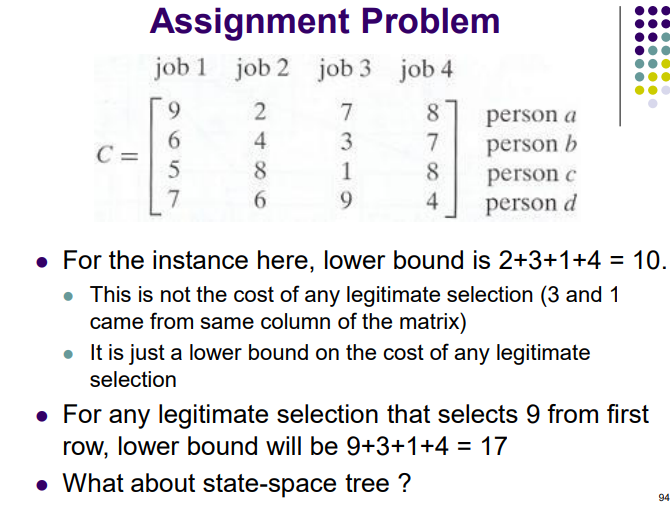 Assignment Problem
job 1 job 2 job 3 job 4
9 2 7 8 person a
6 4 3 7 person b
C =
5 8 1 8 person c
7 6 9 4 person d
● For the instance here, lower bound is 2+3+1+4 = 10.
● This is not the cost of any legitimate selection (3 and 1
came from same column of the matrix)
● It is just a lower bound on the cost of any legitimate
selection
● For any legitimate selection that selects 9 from first
row, lower bound will be 9+3+1+4 = 17
● What about state-space tree ?
94